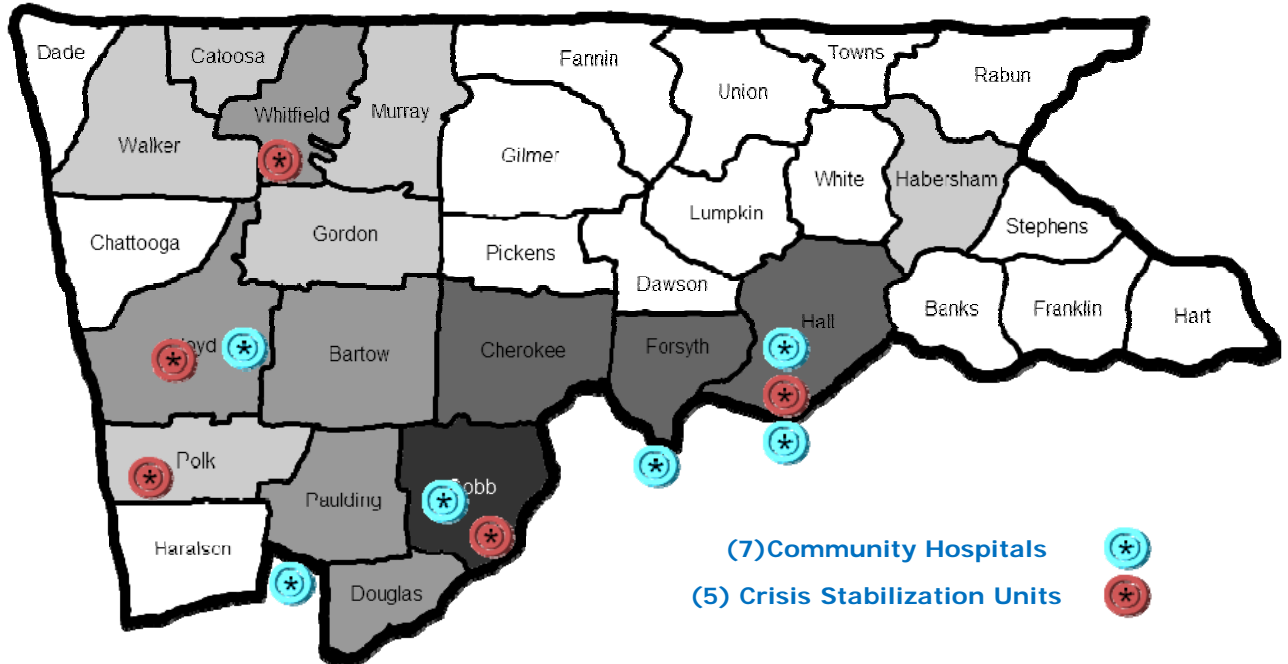 Dade
Catoosa
Fannin
Towns
Rabun
Union
Whitfield
Murray
Walker
Gilmer
White
Habersham
Lumpkin
Stephens
Chattooga
Gordon
Pickens
Dawson
Banks
Franklin
Hart
Hall
Bartow
Cherokee
Forsyth
Polk
Paulding
Haralson
Douglas
(7)Community Hospitals
(5) Crisis Stabilization Units